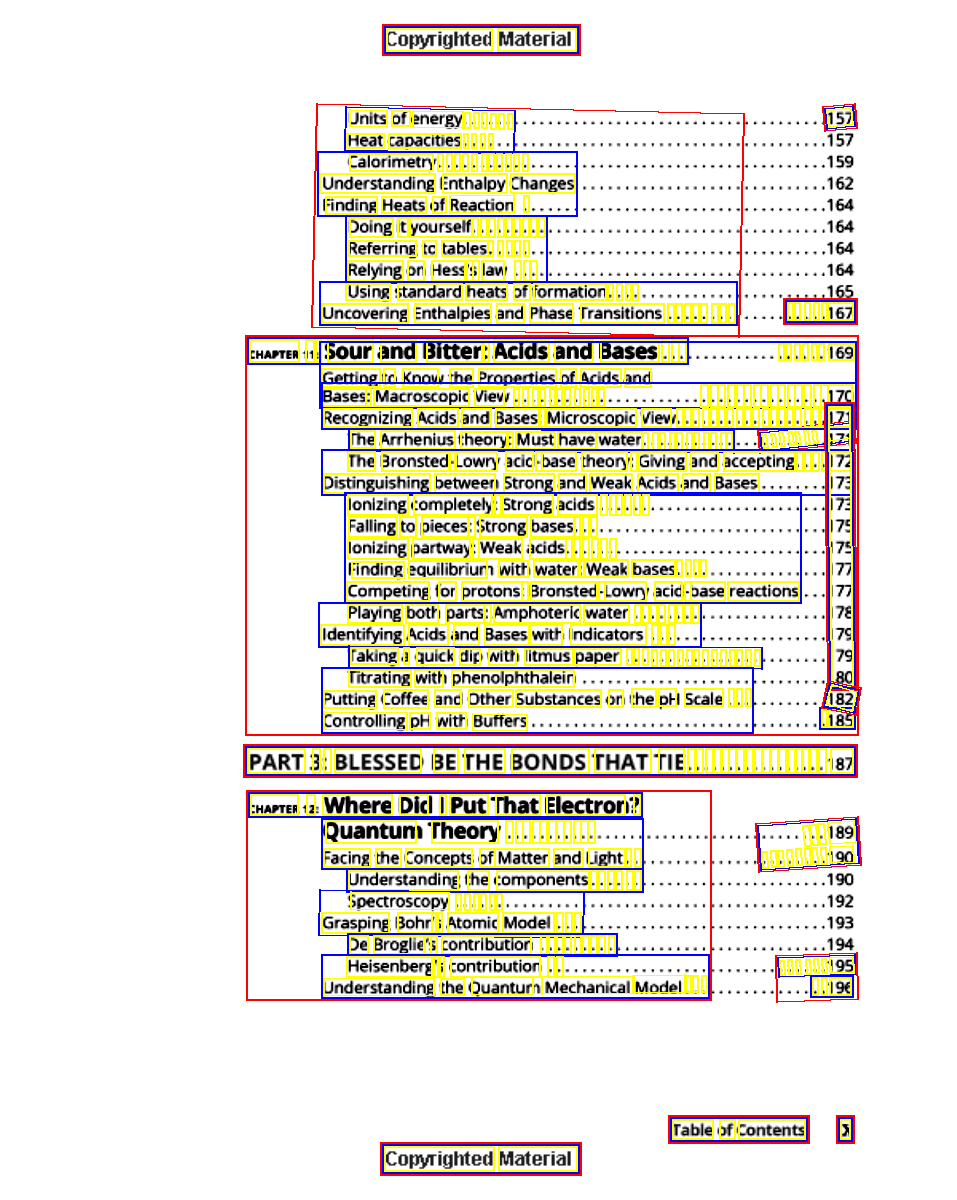 Copyrighted Material
Units of energy . . . . . . . . . . 157
Heat capacities . . . . . . . . . . 157
Calorimetry . . . . . . . . . . 159
Understanding Enthalpy Changes . . . . . . . . . . 162
Finding Heats of Reaction . . . . . . . . . . 164
Doing it yourself . . . . . . . . . . 164
Referring to tables . . . . . . . . . . 164
Relying on Hess's law . . . . . . . . . . 164
Using standard heats of formation . . . . . . . . . . 165
Uncovering Enthalpies and Phase Transitions . . . . . . . . . . 167
CHAPTER 11: Sour and Bitter: Acids and Bases . . . . . . . . . . 169
Getting to Know the Properties of Acids and
Bases: Macroscopic View . . . . . . . . . . 170
Recognizing Acids and Bases: Microscopic View . . . . . . . . . . 171
The Arrhenius theory: Must have water . . . . . . . . . . 171
The Bronsted-Lowry acid-base theory: Giving and accepting . . . . 172
Distinguishing between Strong and Weak Acids and Bases . . . . . . . . 173
Ionizing completely: Strong acids . . . . . . . . . . 173
Falling to pieces: Strong bases . . . . . . . . . . 175
Ionizing partway: Weak acids . . . . . . . . . . 175
Finding equilibrium with water: Weak bases . . . . . . . . . . 177
Competing for protons: Bronsted-Lowry acid-base reactions . . . 177
Playing both parts: Amphoteric water . . . . . . . . . . 178
Identifying Acids and Bases with Indicators . . . . . . . . . . 179
Taking a quick dip with litmus paper . . . . . . . . . . 179
Titrating with phenolphthalein . . . . . . . . . . 180
Putting Coffee and Other Substances on the pH Scale . . . . . . . . . . 182
Controlling pH with Buffers . . . . . . . . . . 185
PART 3: BLESSED BE THE BONDS THAT TIE . . . . . . . . . . 187
CHAPTER 12: Where Did I Put That Electron?
Quantum Theory . . . . . . . . . . 189
Facing the Concepts of Matter and Light . . . . . . . . . . 190
Understanding the components . . . . . . . . . . 190
Spectroscopy . . . . . . . . . . 192
Grasping Bohr's Atomic Model . . . . . . . . . . 193
De Broglie's contribution . . . . . . . . . . 194
Heisenberg's contribution . . . . . . . . . . 195
Understanding the Quantum Mechanical Model . . . . . . . . . . 196
Table of Contents
Copyrighted Material